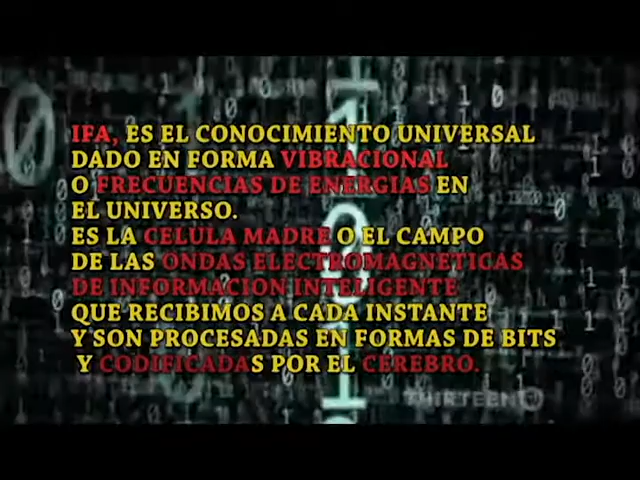 IFA, ES EL CONOCIMIENTO UNIVERSAL
DADO EN FORMA VIBRACIONAL
O FRECUENCIAS DE ENERGIAS EN
EL UNIVERSO.
ES LA CELULA MADRE O EL CAMPO
DE LAS ONDAS ELECTROMAGNETICAS
DE INFORMACION INTELIGENTE
QUE RECIBIMOS A CADA INSTANTE
Y SON PROCESADAS EN FORMAS DE BITS
Y CODIFICADAS POR EL CEREBRO.
THIRTEEN